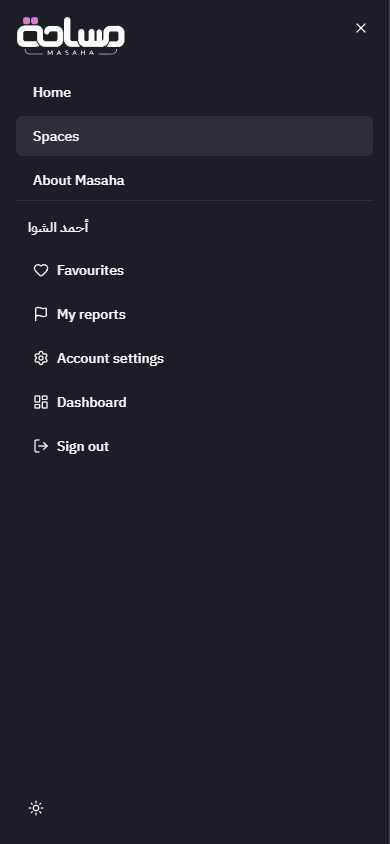 مساحة
MASAHA
Home
Spaces
About Masaha
أحمد الشوا
Favourites
My reports
Account settings
Dashboard
Sign out